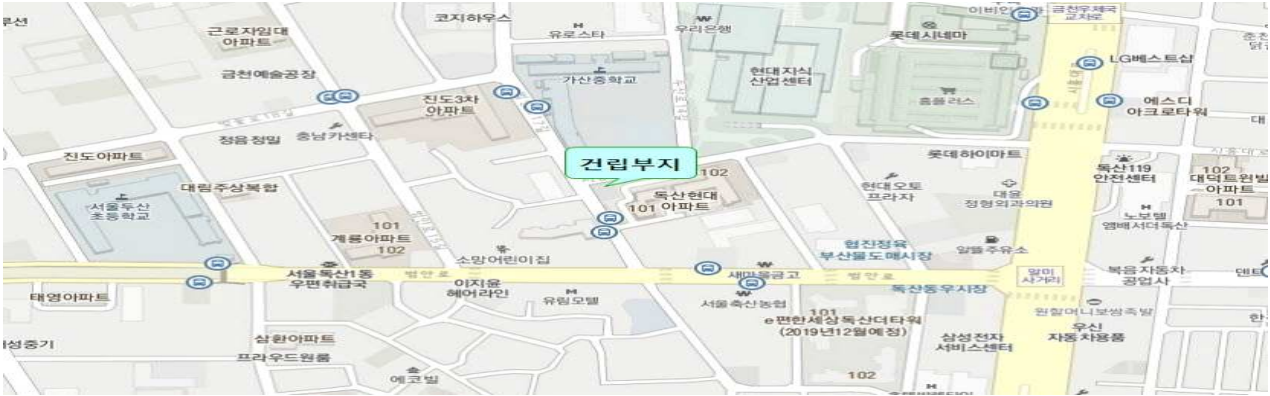 코지하우스
유로스타
우리은행
롯데시네마
금천우체국
교차로
근로자임대
아파트
금천예술공장
가산중학교
현대지식
산업센터
LG베스트샵
진도3차
아파트
홈플러스
에스디
아크로타워
정음정밀
충남카센타
진도아파트
건립부지
롯데하이마트
독산119
안전센터
102
대덕트윈빌
아파트
101
대림주상복합
서울두산
초등학교
102
독산현대
아파트
101
현대오토
프라자
대윤
정형외과의원
노보텔
앰배서더독산
101
계룡아파트
102
소망어린이집
협진정육
부산물도매시장
알뜰주유소
서울독산1동
우편취급국
범안로
새마을금고
범안로
말미
사거리
복음자동차
공업사
덴트
태영아파트
이지윤
헤어라인
유림모텔
서울축산농협
독산동우시장
원할머니보쌈족발
101
e편한세상독산더타워
(2019년12월예정)
삼성전자
서비스센터
우신
자동차용품
삼환아파트
프라우드원룸
에코빌
102